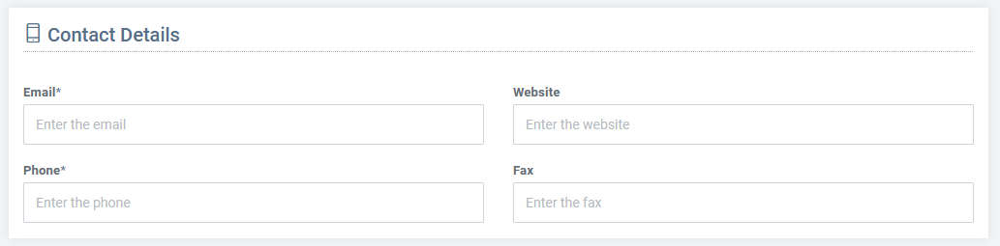 Contact Details
Email*
Website
Enter the email
Enter the website
Phone*
Fax
Enter the phone
Enter the fax